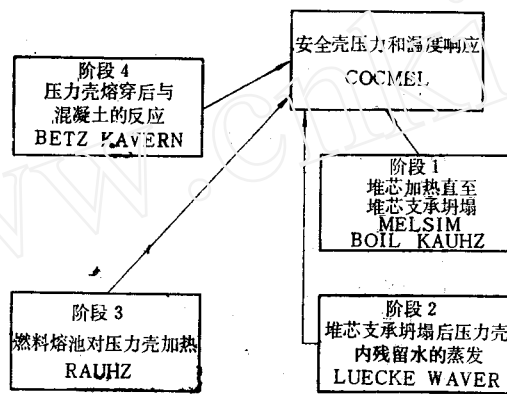 安全壳压力和温度响应
COCMEL
阶段 4
压力壳熔穿后与
混凝土的反应
BETZ KAVERN
阶段 1
堆芯加热直至
堆芯支承坍塌
MELSIM
BOIL KAUHZ
阶段 3
燃料熔池对压力壳加热
RAUHZ
阶段 2
堆芯支承坍塌后压力壳
内残留水的蒸发
LUECKE WAVER
www.cnki